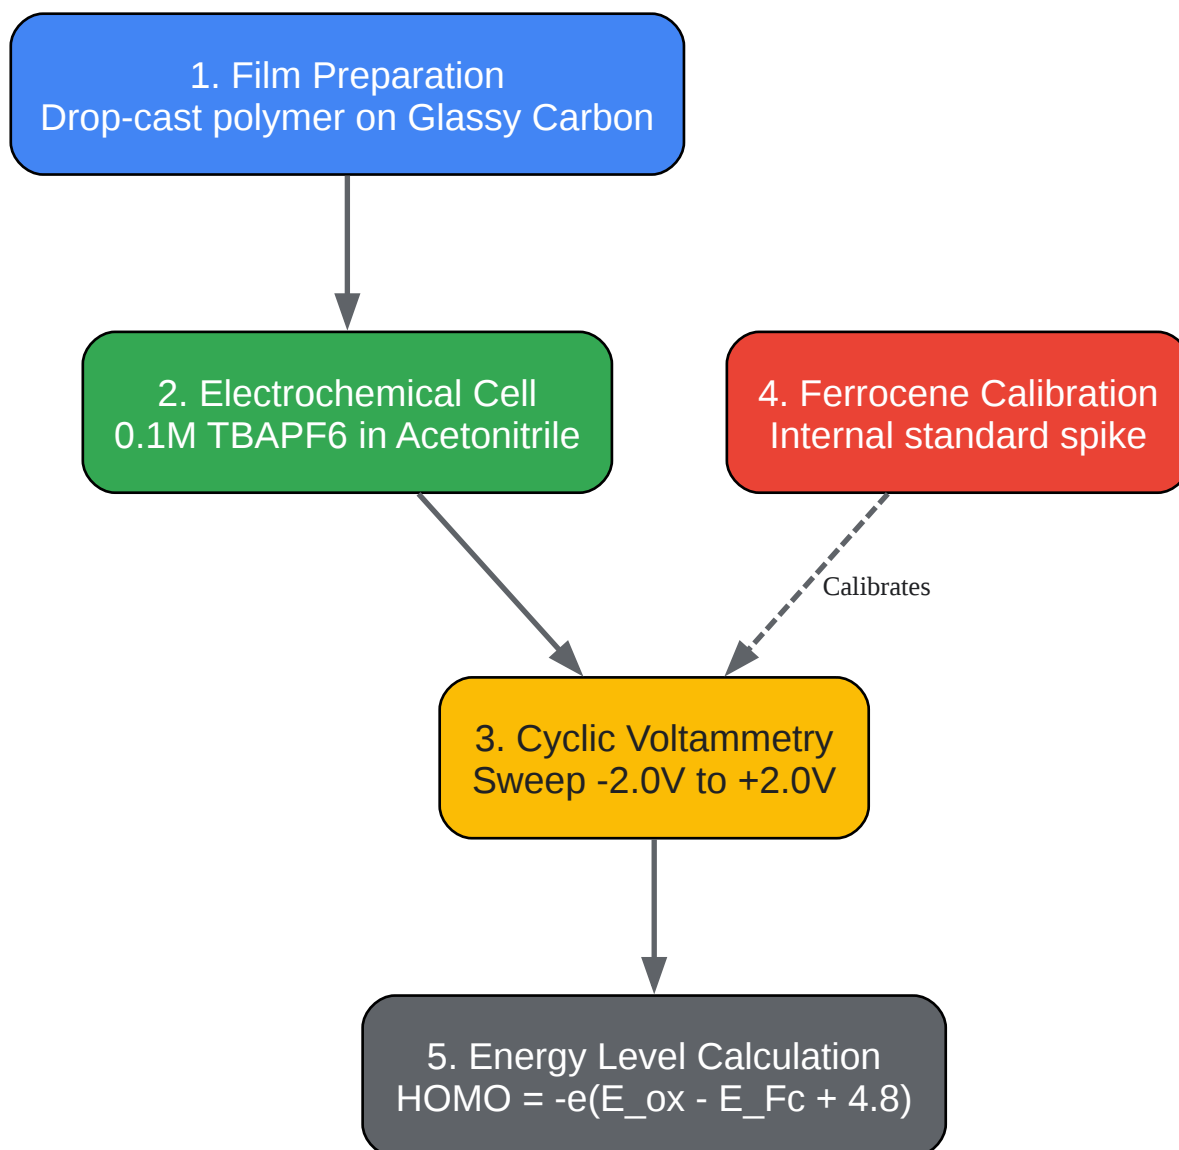 1. Film Preparation
Drop-cast polymer on Glassy Carbon
2. Electrochemical Cell
0.1M TBAPF6 in Acetonitrile
4. Ferrocene Calibration
Internal standard spike
Calibrates
3. Cyclic Voltammetry
Sweep -2.0V to +2.0V
5. Energy Level Calculation
HOMO = -e(E_ox - E_Fc + 4.8)